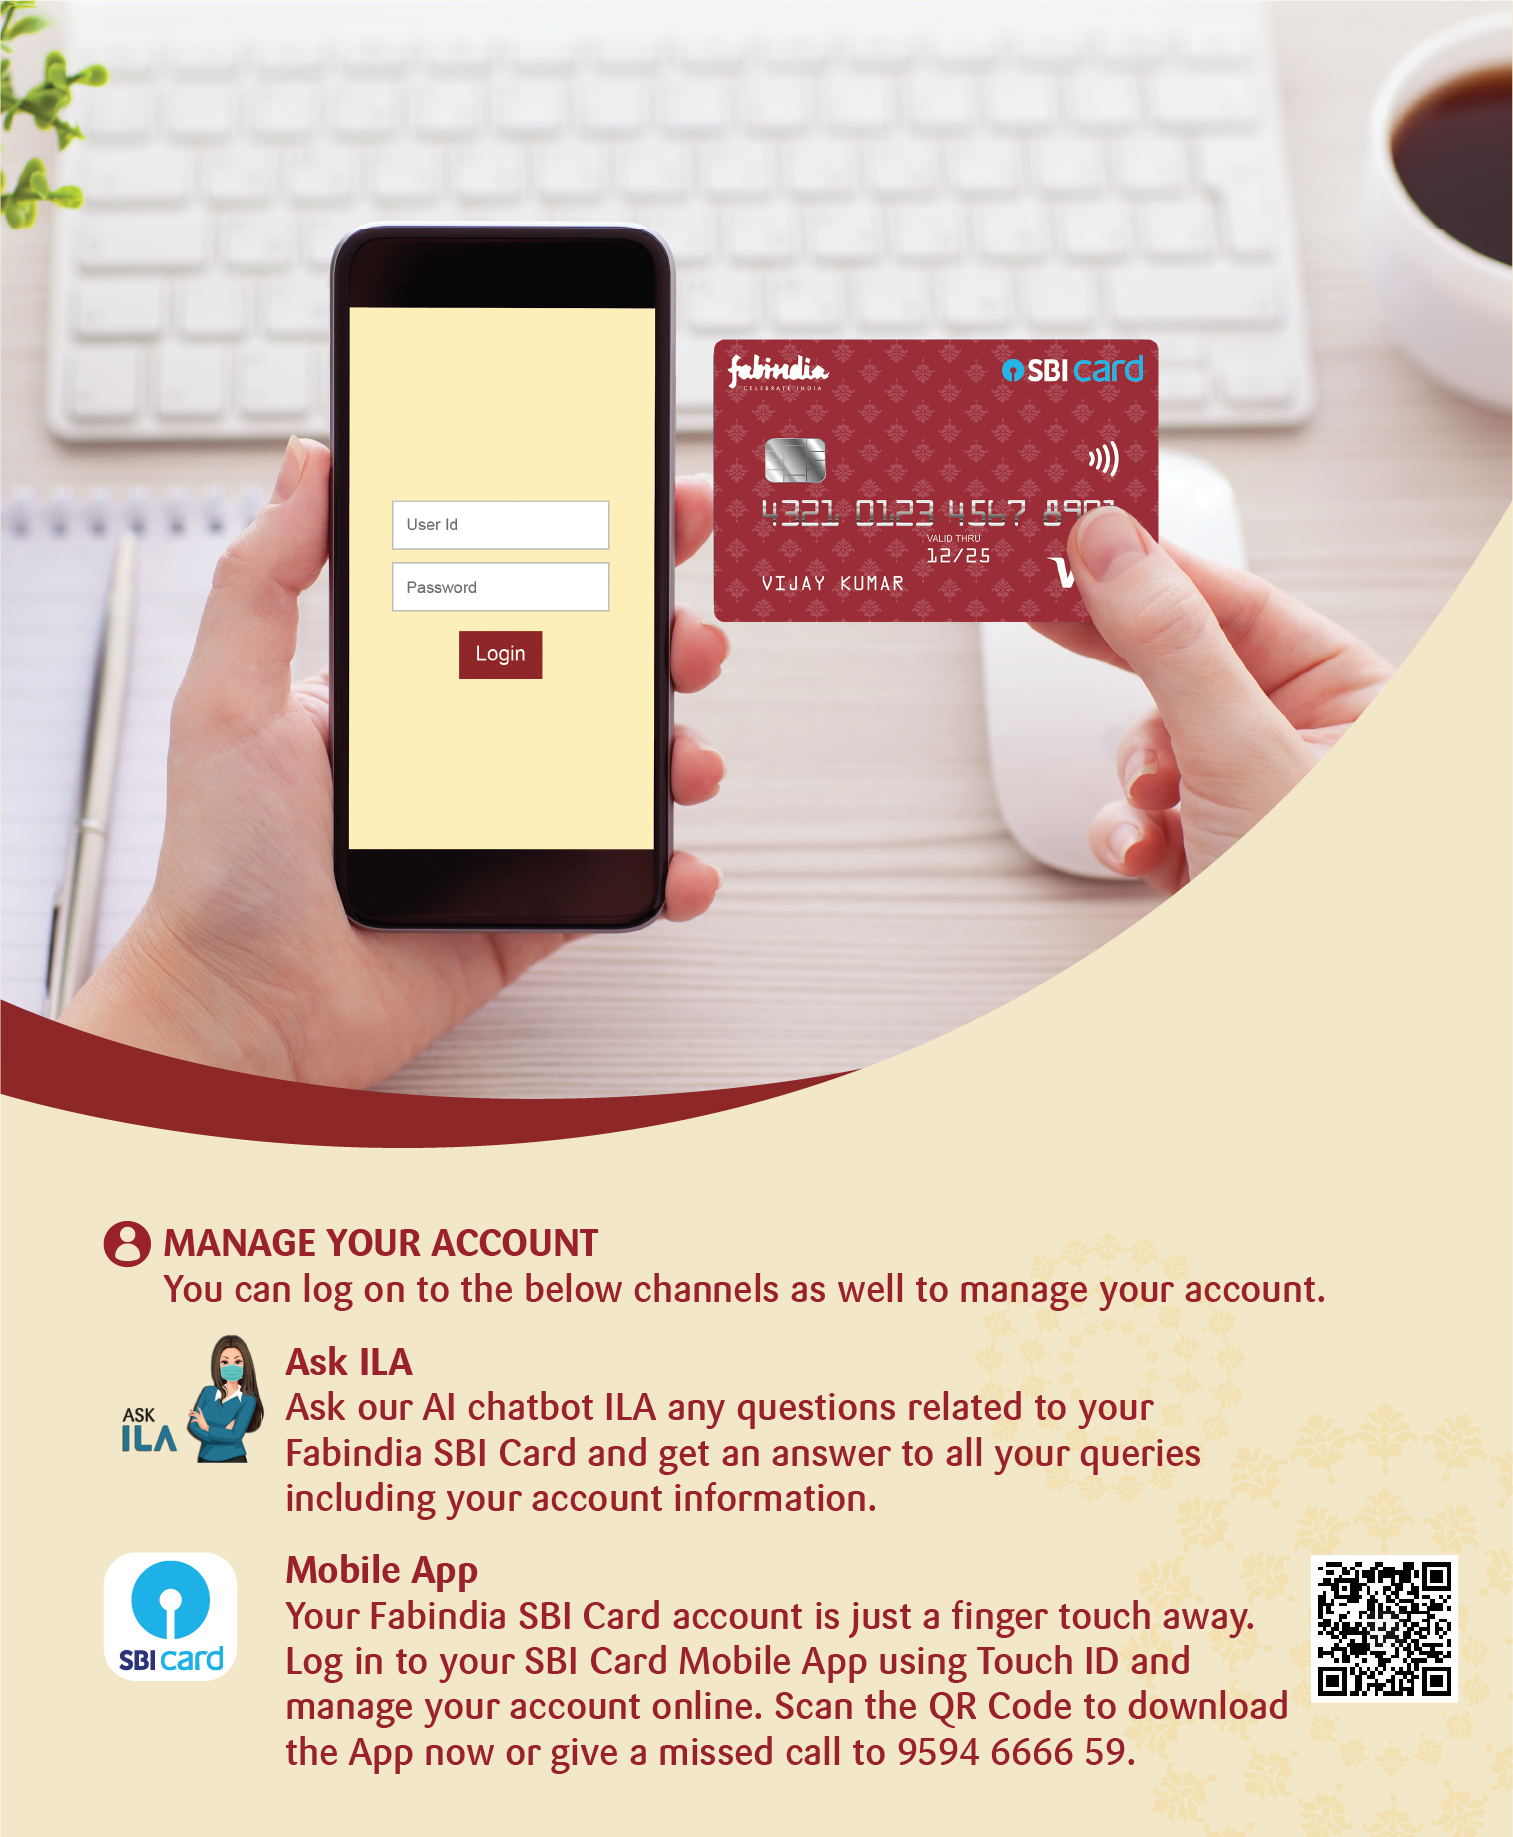 fabindia
CELEBRATE INDIA
SBI card
4321 0123 4567 8901
VALID THRU
12/25
VIJAY KUMAR
User Id
Password
Login
MANAGE YOUR ACCOUNT
You can log on to the below channels as well to manage your account.
ASK
ILA
Ask ILA
Ask our AI chatbot ILA any questions related to your
Fabindia SBI Card and get an answer to all your queries
including your account information.
SBI card
Mobile App
Your Fabindia SBI Card account is just a finger touch away.
Log in to your SBI Card Mobile App using Touch ID and
manage your account online. Scan the QR Code to download
the App now or give a missed call to 9594 6666 59.